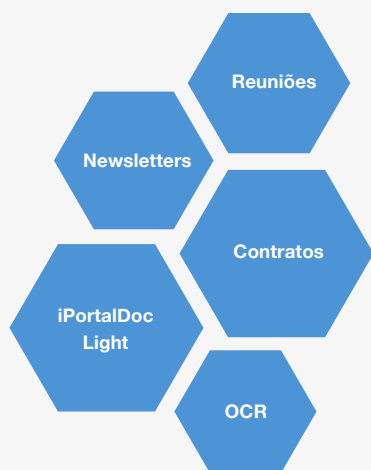 Reuniões
Newsletters
Contratos
iPortalDoc
Light
OCR